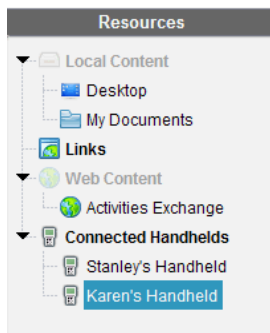 Resources
Local Content
Desktop
My Documents
Links
Web Content
Activities Exchange
Connected Handhelds
Stanley's Handheld
Karen's Handheld